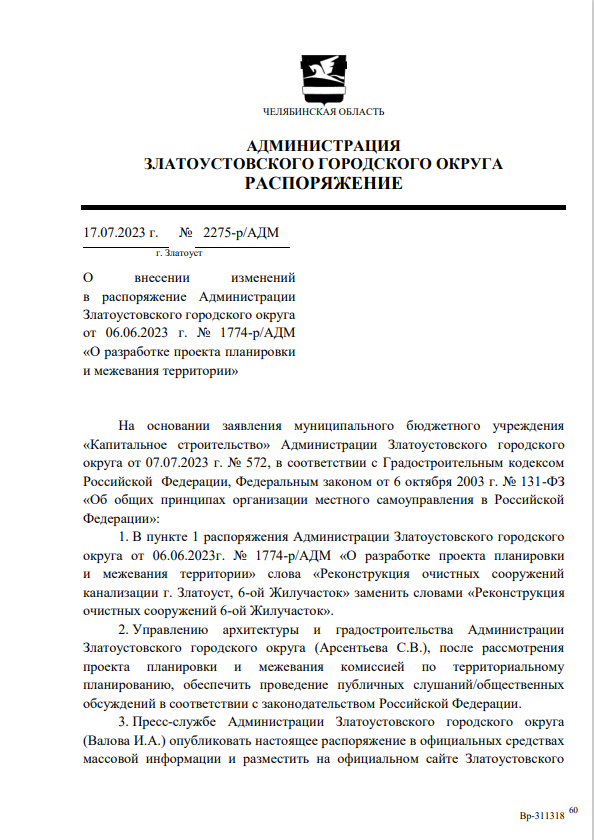 ЧЕЛЯБИНСКАЯ ОБЛАСТЬ
АДМИНИСТРАЦИЯ
ЗЛАТОУСТОВСКОГО ГОРОДСКОГО ОКРУГА
РАСПОРЯЖЕНИЕ
17.07.2023 г. № 2275-р/АДМ
г. Златоуст
О внесении изменений
в распоряжение Администрации
Златоустовского городского округа
от 06.06.2023 г. № 1774-р/АДМ
«О разработке проекта планировки
и межевания территории»
На основании заявления муниципального бюджетного учреждения
«Капитальное строительство» Администрации Златоустовского городского
округа от 07.07.2023 г. № 572, в соответствии с Градостроительным кодексом
Российской Федерации, Федеральным законом от 6 октября 2003 г. № 131-ФЗ
«Об общих принципах организации местного самоуправления в Российской
Федерации»:
1. В пункте 1 распоряжения Администрации Златоустовского городского
округа от 06.06.2023г. № 1774-р/АДМ «О разработке проекта планировки
и межевания территории» слова «Реконструкция очистных сооружений
канализации г. Златоуст, 6-ой Жилучасток» заменить словами «Реконструкция
очистных сооружений 6-ой Жилучасток».
2. Управлению архитектуры и градостроительства Администрации
Златоустовского городского округа (Арсентьева С.В.), после рассмотрения
проекта планировки и межевания комиссией по территориальному
планированию, обеспечить проведение публичных слушаний/общественных
обсуждений в соответствии с законодательством Российской Федерации.
3. Пресс-службе Администрации Златоустовского городского округа
(Валова И.А.) опубликовать настоящее распоряжение в официальных средствах
массовой информации и разместить на официальном сайте Златоустовского
Вр-311318 60